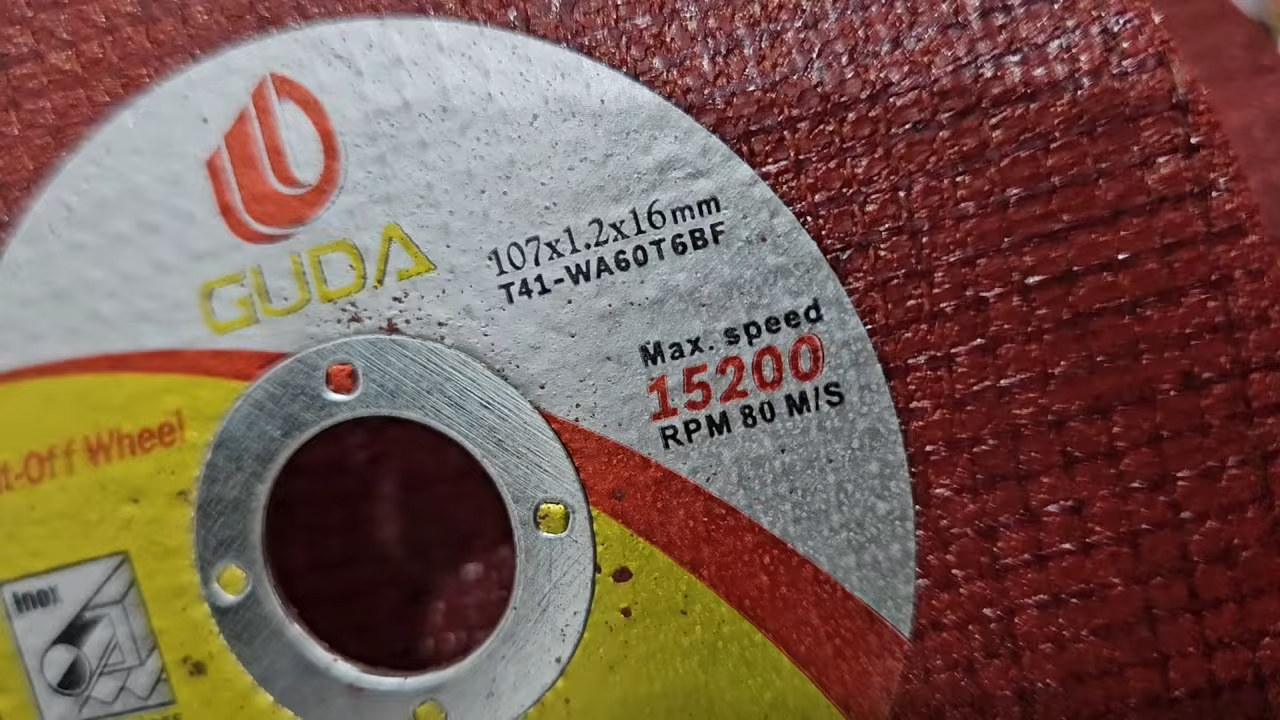 GUDA
107x1.2x16mm
T41-WA60T6BF
Max. speed
15200
RPM 80 M/S
t-Off Wheel
Inox